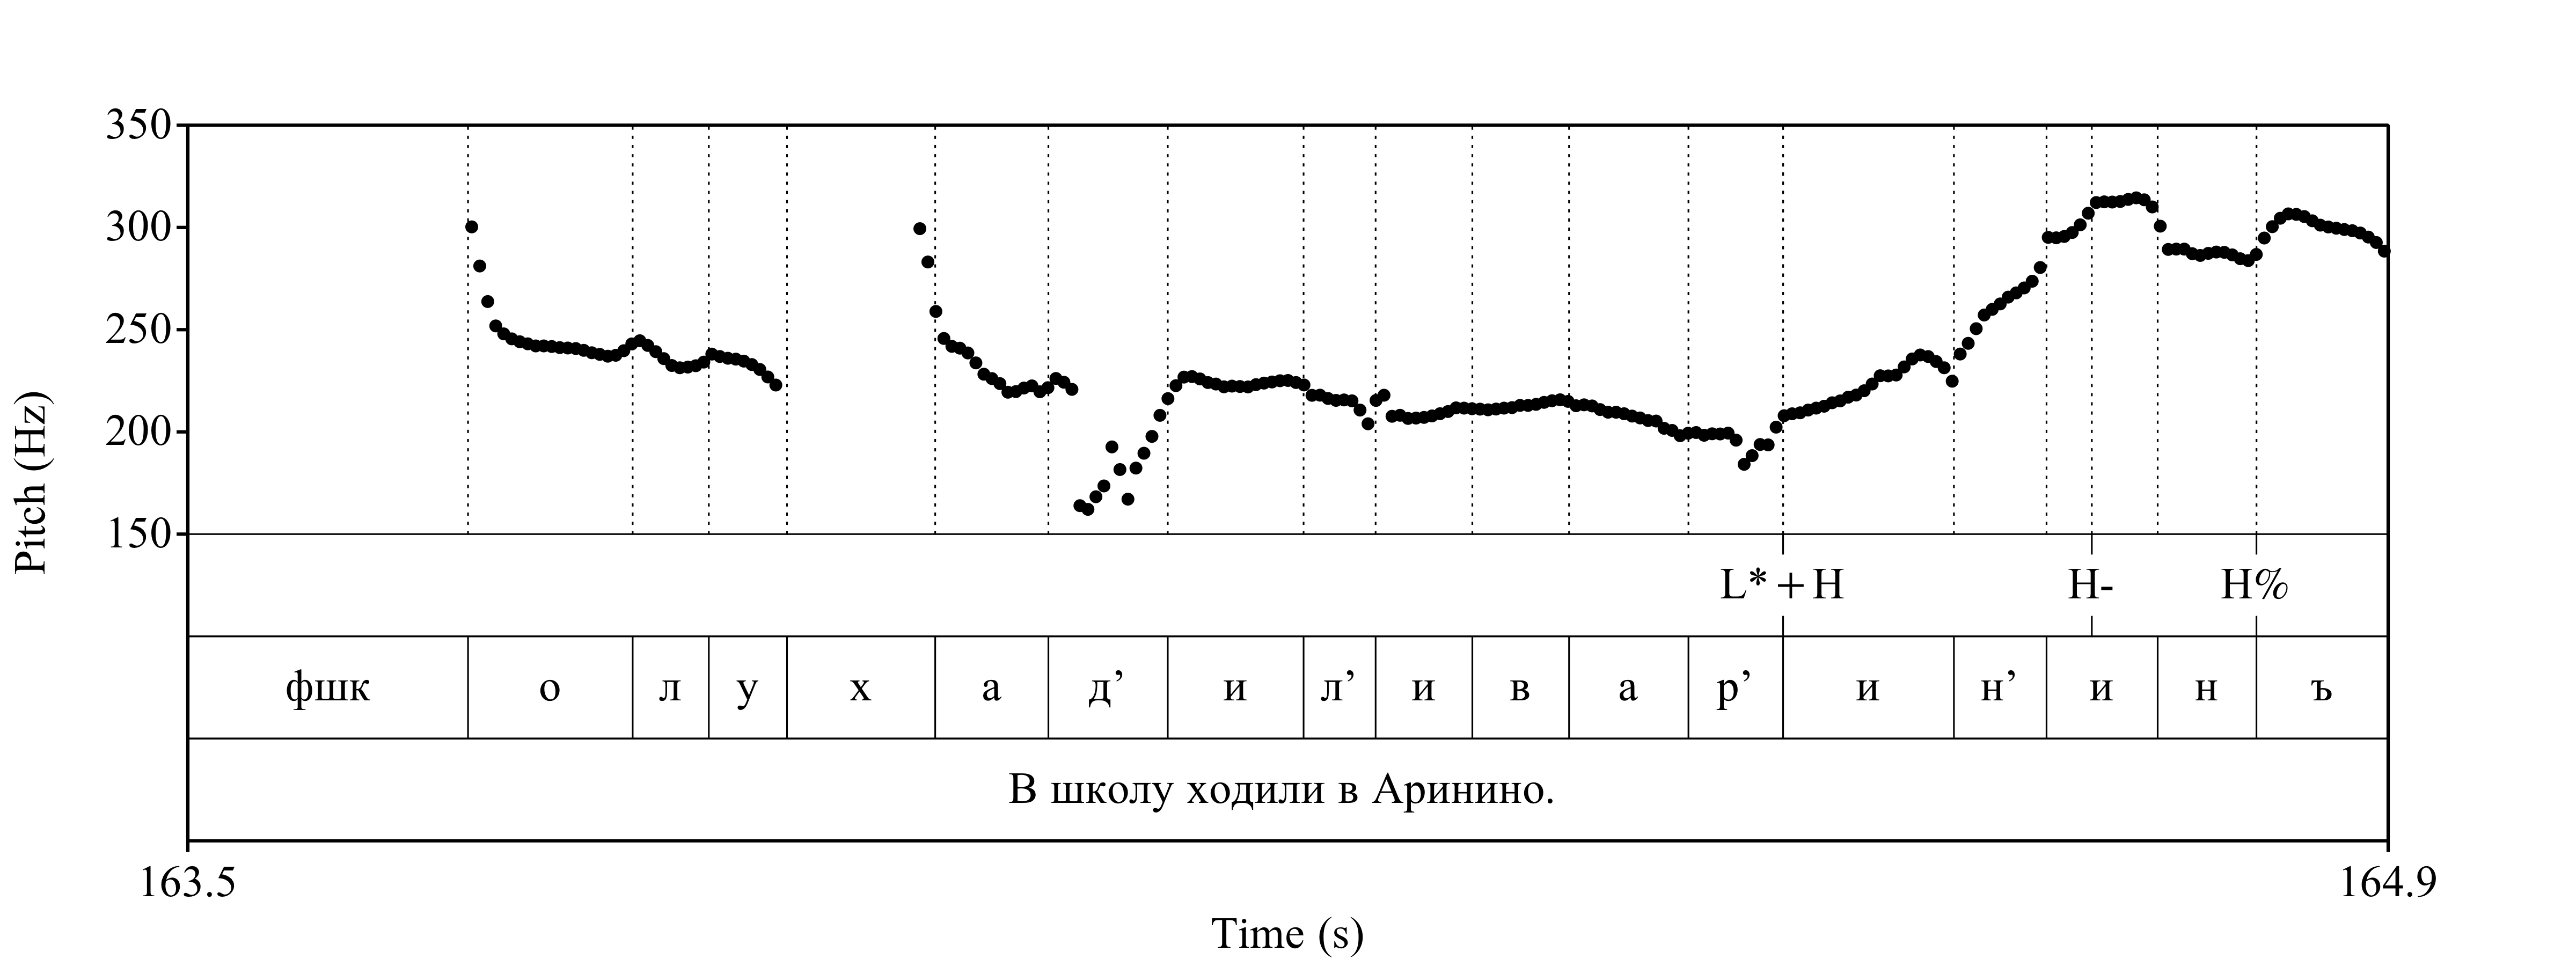 350
300
250
200
150
Pitch (Hz)
L*+H H- H%
фшк о л у х а д’ и л’ и в а р’ и н’ и н ъ
В школу ходили в Аринино.
163.5 164.9
Time (s)